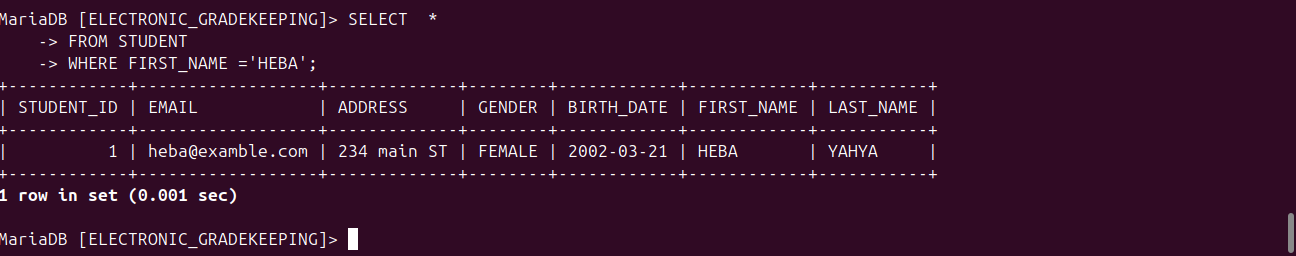 MariaDB [ELECTRONIC_GRADEKEEPING]> SELECT  *
    -> FROM STUDENT
    -> WHERE FIRST_NAME ='HEBA';
+------------+------------------+-------------+--------+------------+------------+-----------+
| STUDENT_ID | EMAIL            | ADDRESS     | GENDER | BIRTH_DATE | FIRST_NAME | LAST_NAME |
+------------+------------------+-------------+--------+------------+------------+-----------+
|          1 | heba@examble.com | 234 main ST | FEMALE | 2002-03-21 | HEBA       | YAHYA     |
+------------+------------------+-------------+--------+------------+------------+-----------+
1 row in set (0.001 sec)

MariaDB [ELECTRONIC_GRADEKEEPING]>